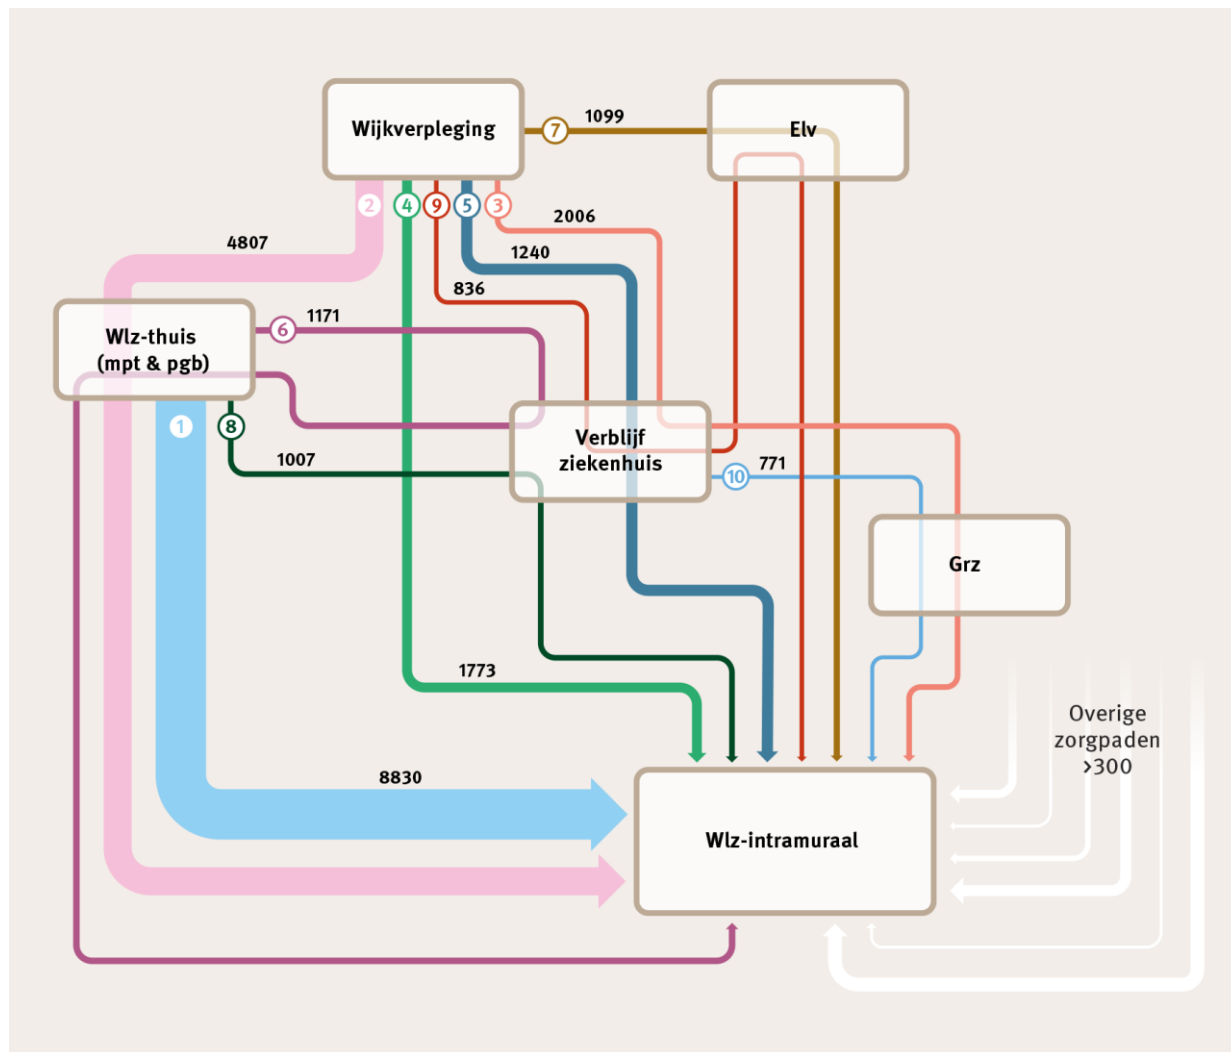 Wijkverpleging
7
1099
Elv
2
4
9
5
3
2006
4807
1240
836
Wlz-thuis
(mpt & pgb)
6
1171
1
8
1007
Verblijf
ziekenhuis
10
771
Grz
1773
Overige
zorgpaden
>300
8830
Wlz-intramuraal